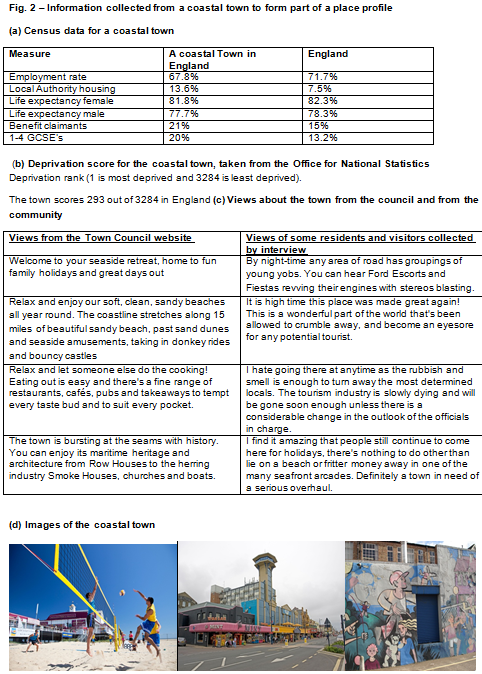 Fig. 2 – Information collected from a coastal town to form part of a place profile
(a) Census data for a coastal town
Measure A coastal Town in England England
Employment rate 67.8% 71.7%
Local Authority housing 13.6% 7.5%
Life expectancy female 81.8% 82.3%
Life expectancy male 77.7% 78.3%
Benefit claimants 21% 15%
1-4 GCSE's 20% 13.2%
(b) Deprivation score for the coastal town, taken from the Office for National Statistics
Deprivation rank (1 is most deprived and 3284 is least deprived).
The town scores 293 out of 3284 in England (c) Views about the town from the council and from the
community
Views from the Town Council website
Views of some residents and visitors collected
by interview
Welcome to your seaside retreat, home to fun
family holidays and great days out
By night-time any area of road has groupings of
young yobs. You can hear Ford Escorts and
Fiestas revving their engines with stereos blasting.
Relax and enjoy our soft, clean, sandy beaches
all year round. The coastline stretches along 15
miles of beautiful sandy beach, past sand dunes
and seaside amusements, taking in donkey rides
and bouncy castles
It is high time this place was made great again!
This is a wonderful part of the world that's been
allowed to crumble away, and become an eyesore
for any potential tourist.
Relax and let someone else do the cooking!
Eating out is easy and there's a fine range of
restaurants, cafés, pubs and takeaways to tempt
every taste bud and to suit every pocket.
I hate going there at anytime as the rubbish and
smell is enough to turn away the most determined
locals. The tourism industry is slowly dying and will
be gone soon enough unless there is a
considerable change in the outlook of the officials
in charge.
The town is bursting at the seams with history.
You can enjoy its maritime heritage and
architecture from Row Houses to the herring
industry Smoke Houses, churches and boats.
I find it amazing that people still continue to come
here for holidays, there's nothing to do other than
lie on a beach or fritter money away in one of the
many seafront arcades. Definitely a town in need of
a serious overhaul.
(d) Images of the coastal town